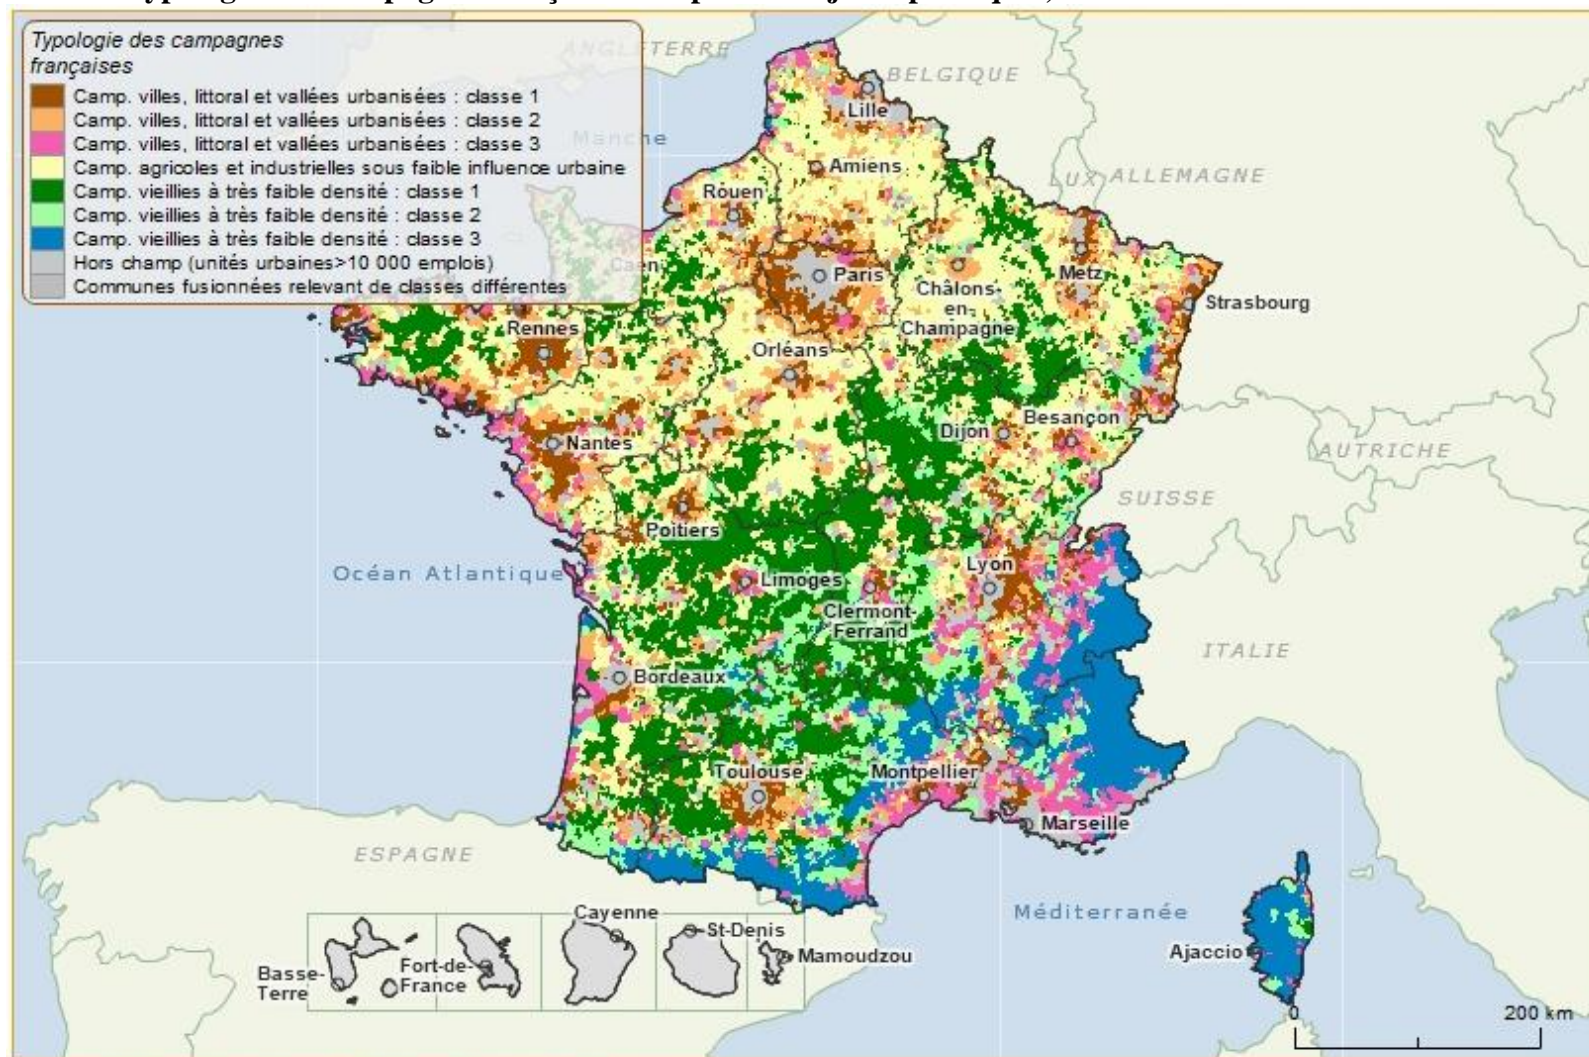 Typologie des campagnes
françaises
Camp. villes, littoral et vallées urbanisées : classe 1
Camp. villes, littoral et vallées urbanisées : classe 2
Camp. villes, littoral et vallées urbanisées : classe 3
Camp. agricoles et industrielles sous faible influence urbaine
Camp. vieillies à très faible densité : classe 1
Camp. vieillies à très faible densité : classe 2
Camp. vieillies à très faible densité : classe 3
Hors champ (unités urbaines>10 000 emplois)
Communes fusionnées relevant de classes différentes
ANGLETERRE
BELGIQUE
Lille
Manche
Amiens
LUX
ALLEMAGNE
Rouen
Caen
Paris
Metz
Châlons-
en-
Champagne
Strasbourg
Rennes
Orléans
Besançon
Dijon
Nantes
AUTRICHE
SUISSE
Poitiers
Océan Atlantique
Limoges
Lyon
Clermont-
Ferrand
ITALIE
Bordeaux
Toulouse
Montpellier
Marseille
ESPAGNE
Méditerranée
Ajaccio
Cayenne
St-Denis
Mamoudzou
Basse-
Terre
Fort-de-
France
0
200 km